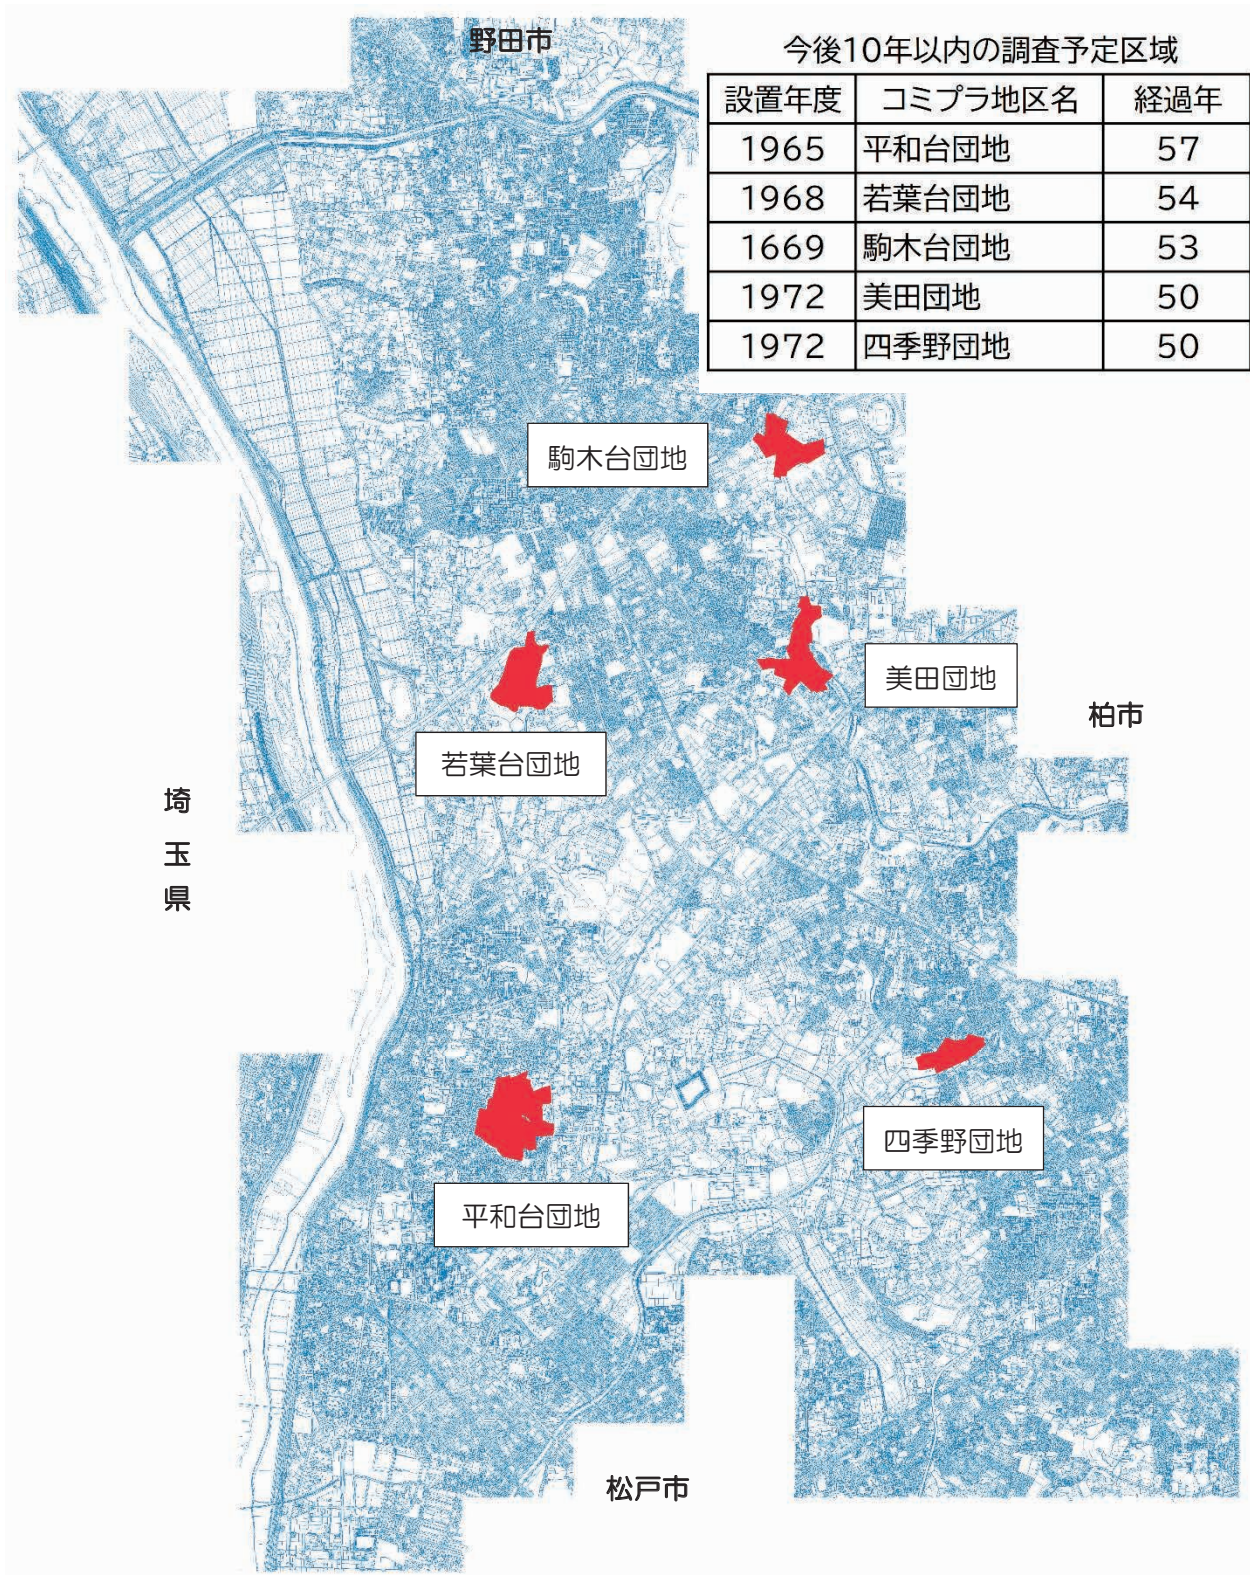 野田市
今後10年以内の調査予定区域
設置年度 コミプラ地区名 経過年
1965 平和台団地 57
1968 若葉台団地 54
1669 駒木台団地 53
1972 美田団地 50
1972 四季野団地 50
駒木台団地
美田団地
柏市
若葉台団地
埼
玉
県
四季野団地
平和台団地
松戸市